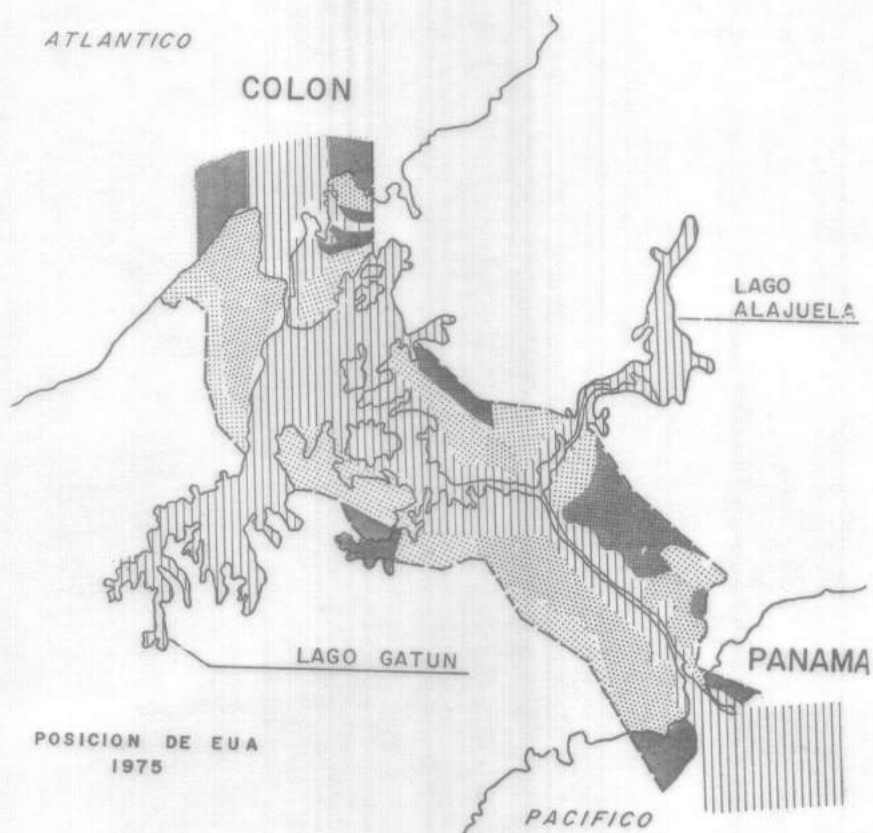 ATLANTICO
COLON
LAGO
ALAJUELA
LAGO GATUN
PANAMA
POSICION DE EUA
1975
PACIFICO